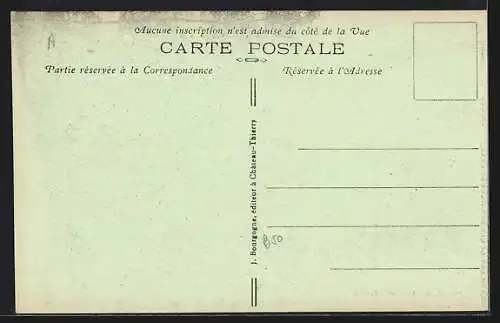 A
Aucune inscription n'est admise du côté de la Vue
CARTE POSTALE
Partie réservée à la Correspondance
Réservée à l'Adresse
J. Bourgogne, éditeur à Château-Thierry
B50